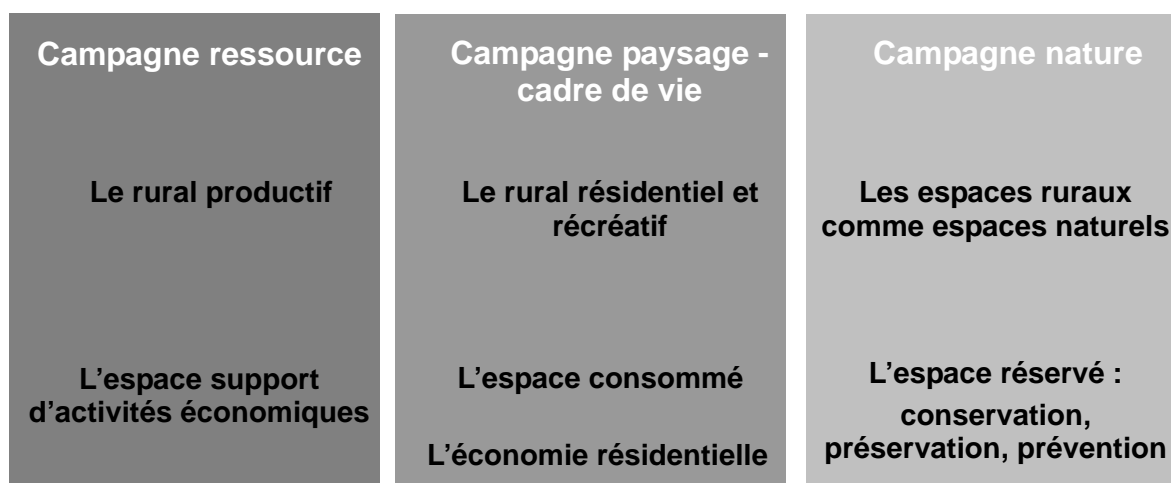 Campagne ressource
Le rural productif
L’espace support
d’activités économiques
Campagne paysage -
cadre de vie
Le rural résidentiel et
récréatif
L’espace consommé
L’économie résidentielle
Campagne nature
Les espaces ruraux
comme espaces naturels
L’espace réservé :
conservation,
préservation, prévention